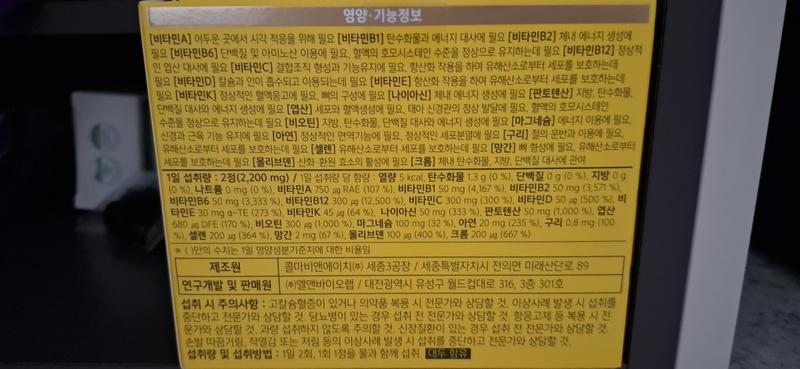 영양·기능정보
[비타민A] 어두운 곳에서 시각 적응을 위해 필요 [비타민B1] 탄수화물과 에너지 대사에 필요 [비타민B2] 체내 에너지 생성에
필요 [비타민B6] 단백질 및 아미노산 이용에 필요, 혈액의 호모시스테인 수준을 정상으로 유지하는데 필요 [비타민B12] 정상적
인 엽산 대사에 필요 [비타민C] 결합조직 형성과 기능유지에 필요, 항산화 작용을 하여 유해산소로부터 세포를 보호하는데
필요 [비타민D] 칼슘과 인이 흡수되고 이용되는데 필요 [비타민E] 항산화 작용을 하여 유해산소로부터 세포를 보호하는데
필요 [비타민K] 정상적인 혈액응고에 필요, 뼈의 구성에 필요 [나이아신] 체내 에너지 생성에 필요 [판토텐산] 지방, 탄수화물,
단백질 대사와 에너지 생성에 필요 [엽산] 세포와 혈액생성에 필요, 태아 신경관의 정상 발달에 필요, 혈액의 호모시스테인
수준을 정상으로 유지하는데 필요 [비오틴] 지방, 탄수화물, 단백질 대사와 에너지 생성에 필요 [마그네슘] 에너지 이용에 필요,
신경과 근육 기능 유지에 필요 [아연] 정상적인 면역기능에 필요, 정상적인 세포분열에 필요 [구리] 철의 운반과 이용에 필요,
유해산소로부터 세포를 보호하는데 필요 [셀렌] 유해산소로부터 세포를 보호하는데 필요 [망간] 뼈 형성에 필요, 유해산소로부터
세포를 보호하는데 필요 [몰리브덴] 산화·환원 효소의 활성에 필요 [크롬] 체내 탄수화물, 지방, 단백질 대사에 관여
1일 섭취량 : 2정(2,200 mg) / 1일 섭취량 당 함량 : 열량 5 kcal, 탄수화물 1.3 g (0 %), 단백질 0 g (0 %), 지방 0 g
(0 %), 나트륨 0 mg (0 %), 비타민A 750 ㎍ RAE (107 %), 비타민B1 50 mg (4,167 %), 비타민B2 50 mg (3,571 %),
비타민B6 50 mg (3,333 %), 비타민B12 300 ㎍ (12,500 %), 비타민C 300 mg (300 %), 비타민D 50 ㎍ (500 %), 비
타민E 30 mg α-TE (273 %), 비타민K 45 ㎍ (64 %), 나이아신 50 mg (333 %), 판토텐산 50 mg (1,000 %), 엽산
680 ㎍ DFE (170 %), 비오틴 300 ㎍ (1,000 %), 마그네슘 100 mg (32 %), 아연 20 mg (235 %), 구리 0.8 mg (100
%), 셀렌 200 ㎍ (364 %), 망간 2 mg (67 %), 몰리브덴 100 ㎍ (400 %), 크롬 200 ㎍ (667 %)
※ ( )안의 수치는 1일 영양성분기준치에 대한 비율임
제조원 콜마비앤에이치㈜ 세종3공장 / 세종특별자치시 전의면 미래산단로 89
연구개발 및 판매원 ㈜엘앤바이오랩 / 대전광역시 유성구 월드컵대로 316, 3층 301호
섭취 시 주의사항 : 고칼슘혈증이 있거나 의약품 복용 시 전문가와 상담할 것. 이상사례 발생 시 섭취를
중단하고 전문가와 상담할 것. 당뇨병이 있는 경우 섭취 전 전문가와 상담할 것. 항응고제 등 복용 시 전
문가와 상담할 것. 과량 섭취하지 않도록 주의할 것. 신장질환이 있는 경우 섭취 전 전문가와 상담할 것.
손발 따끔거림, 작열감 또는 저림 등의 이상사례 발생 시 섭취를 중단하고 전문가와 상담할 것.
섭취량 및 섭취방법 : 1일 2회, 1회 1정을 물과 함께 섭취. 대두 함유